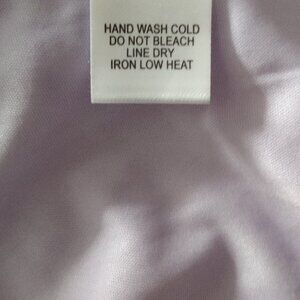 HAND WASH COLD
DO NOT BLEACH
LINE DRY
IRON LOW HEAT